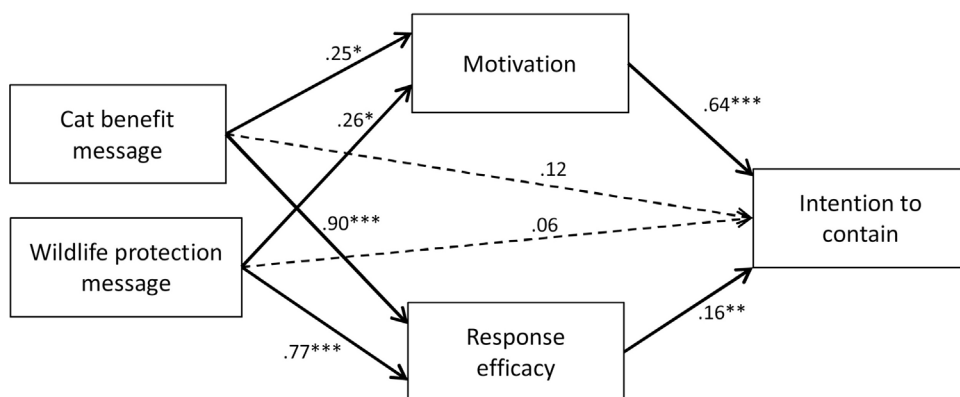 Cat benefit
message
Wildlife protection
message
.25*
.26*
.90***
.77***
Motivation
.12
.06
Response
efficacy
.64***
.16**
Intention to
contain